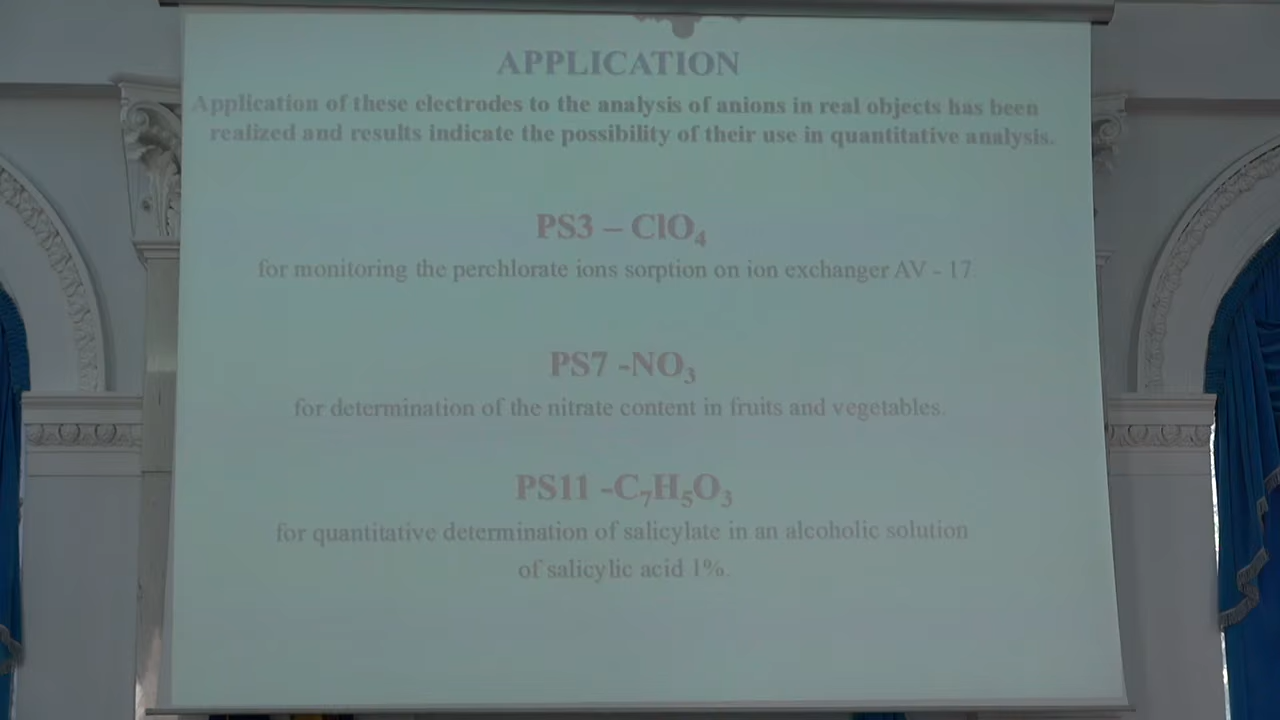 APPLICATION
Application of these electrodes to the analysis of anions in real objects has been
realized and results indicate the possibility of their use in quantitative analysis.
PS3 – ClO₄
for monitoring the perchlorate ions sorption on ion exchanger AV - 17
PS7 -NO₃
for determination of the nitrate content in fruits and vegetables.
PS11 -C₇H₅O₃
for quantitative determination of salicylate in an alcoholic solution
of salicylic acid 1%.